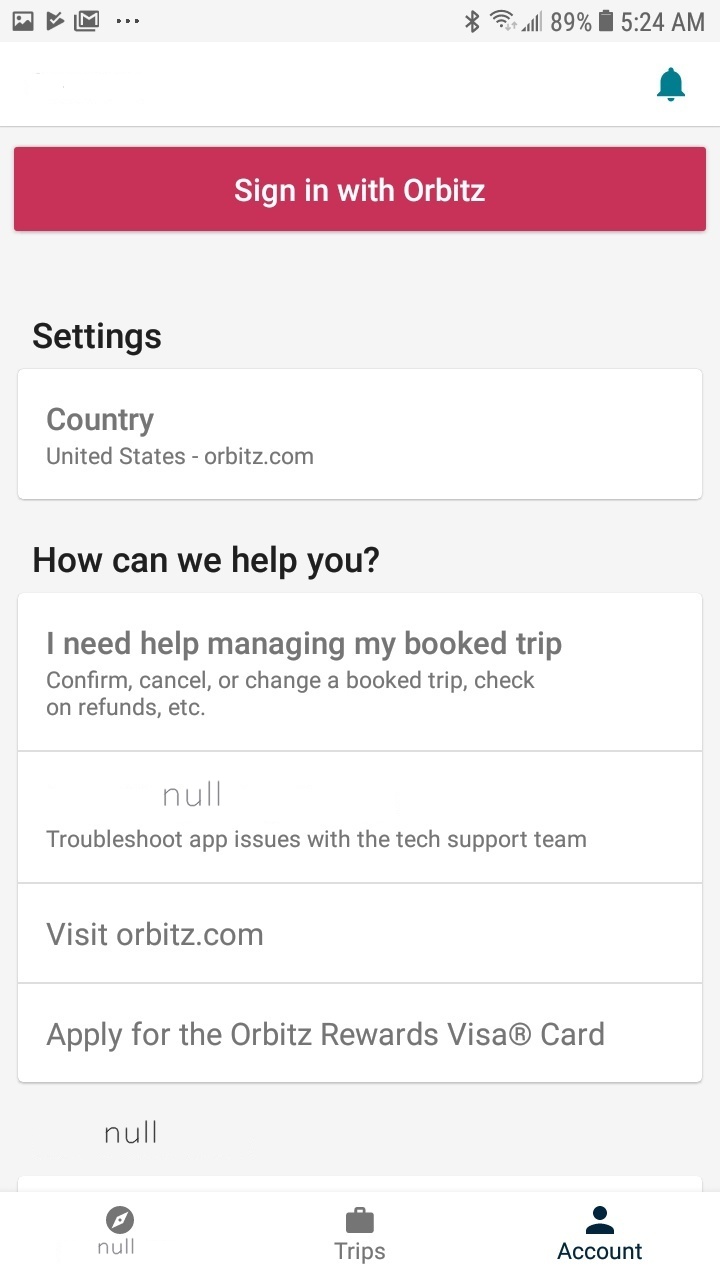 89% 5:24 AM
Sign in with Orbitz
Settings
Country
United States - orbitz.com
How can we help you?
I need help managing my booked trip
Confirm, cancel, or change a booked trip, check
on refunds, etc.
null
Troubleshoot app issues with the tech support team
Visit orbitz.com
Apply for the Orbitz Rewards Visa® Card
null
null Trips Account